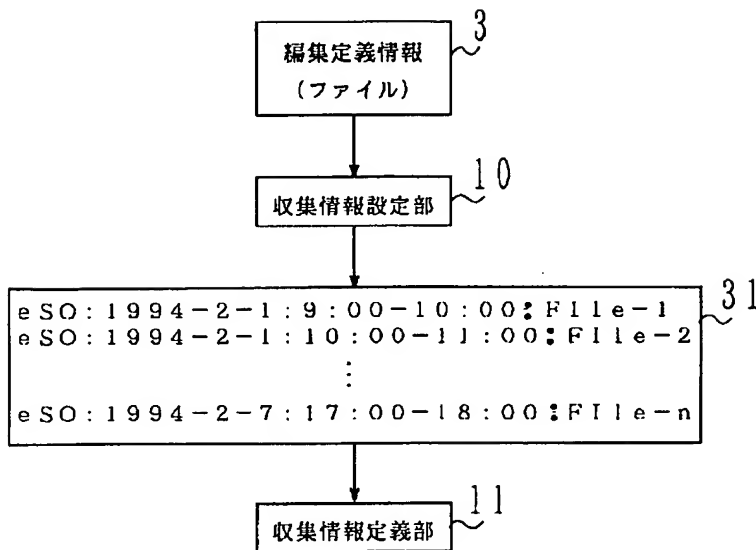 編集定義情報
(ファイル)
3
収集情報設定部
10
eSO:1994-2-1:9:00-10:00:FIle-1
eSO:1994-2-1:10:00-11:00:FIle-2
⋮
eSO:1994-2-7:17:00-18:00:FIle-n
31
収集情報定義部
11